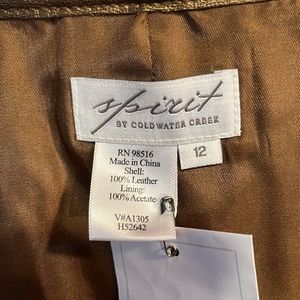 spirit
BY COLDWATER CREEK
12
RN 98516
Made in China
Shell:
100% Leather
Lining:
100% Acetate
V#A1305
H52642